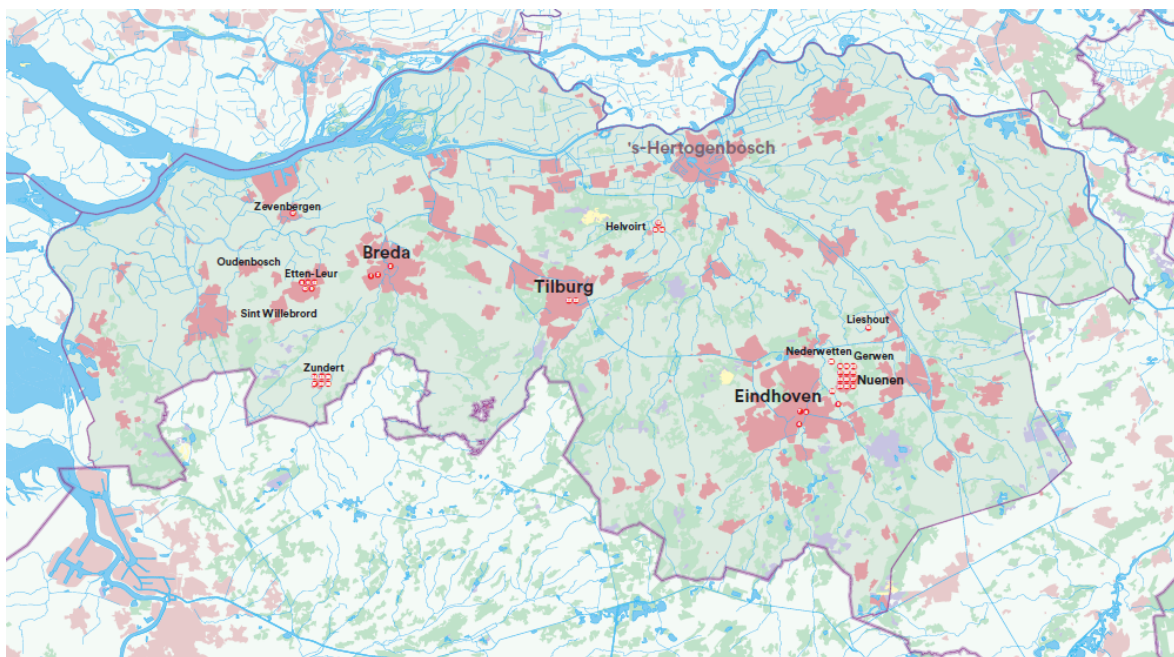 's-Hertogenbosch
Zevenbergen
Helvoirt
Breda
Oudenbosch
Etten-Leur
Tilburg
Sint Willebrord
Lieshout
Nederwetten
Gerwen
Zundert
Nuenen
Eindhoven